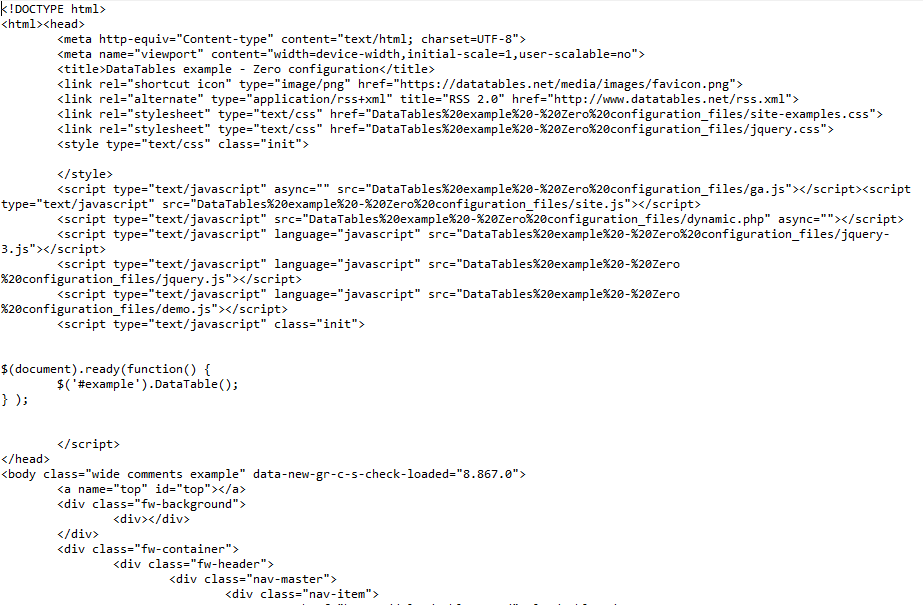 <!DOCTYPE html>
<html><head>
<meta http-equiv="Content-type" content="text/html; charset=UTF-8">
<meta name="viewport" content="width=device-width,initial-scale=1,user-scalable=no">
<title>DataTables example - Zero configuration</title>
<link rel="shortcut icon" type="image/png" href="https://datatables.net/media/images/favicon.png">
<link rel="alternate" type="application/rss+xml" title="RSS 2.0" href="http://www.datatables.net/rss.xml">
<link rel="stylesheet" type="text/css" href="DataTables%20example%20-%20Zero%20configuration_files/site-examples.css">
<link rel="stylesheet" type="text/css" href="DataTables%20example%20-%20Zero%20configuration_files/jquery.css">
<style type="text/css" class="init">
</style>
<script type="text/javascript" async="" src="DataTables%20example%20-%20Zero%20configuration_files/ga.js"></script><script
type="text/javascript" src="DataTables%20example%20-%20Zero%20configuration_files/site.js"></script>
<script type="text/javascript" src="DataTables%20example%20-%20Zero%20configuration_files/dynamic.php" async=""></script>
<script type="text/javascript" language="javascript" src="DataTables%20example%20-%20Zero%20configuration_files/jquery-
3.js"></script>
<script type="text/javascript" language="javascript" src="DataTables%20example%20-%20Zero
%20configuration_files/jquery.js"></script>
<script type="text/javascript" language="javascript" src="DataTables%20example%20-%20Zero
%20configuration_files/demo.js"></script>
<script type="text/javascript" class="init">
$(document).ready(function() {
$('#example').DataTable();
} );
</script>
</head>
<body class="wide comments example" data-new-gr-c-s-check-loaded="8.867.0">
<a name="top" id="top"></a>
<div class="fw-background">
<div></div>
</div>
<div class="fw-container">
<div class="fw-header">
<div class="nav-master">
<div class="nav-item">